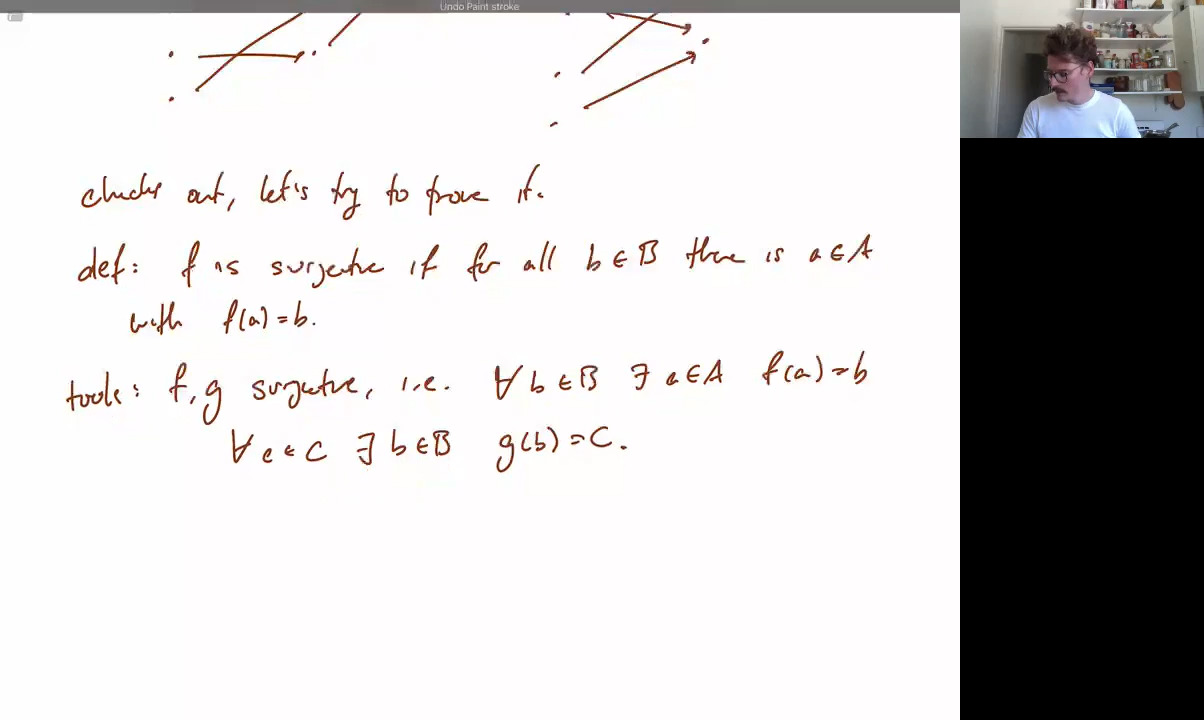 Undo Paint stroke
checks out, let's try to prove it.
def: f is surjective if for all b ∈ B there is a ∈ A
with f(a) = b.
tools: f, g surjective, i.e. ∀ b ∈ B ∃ a ∈ A f(a) = b
∀ c ∈ C ∃ b ∈ B g(b) = C.